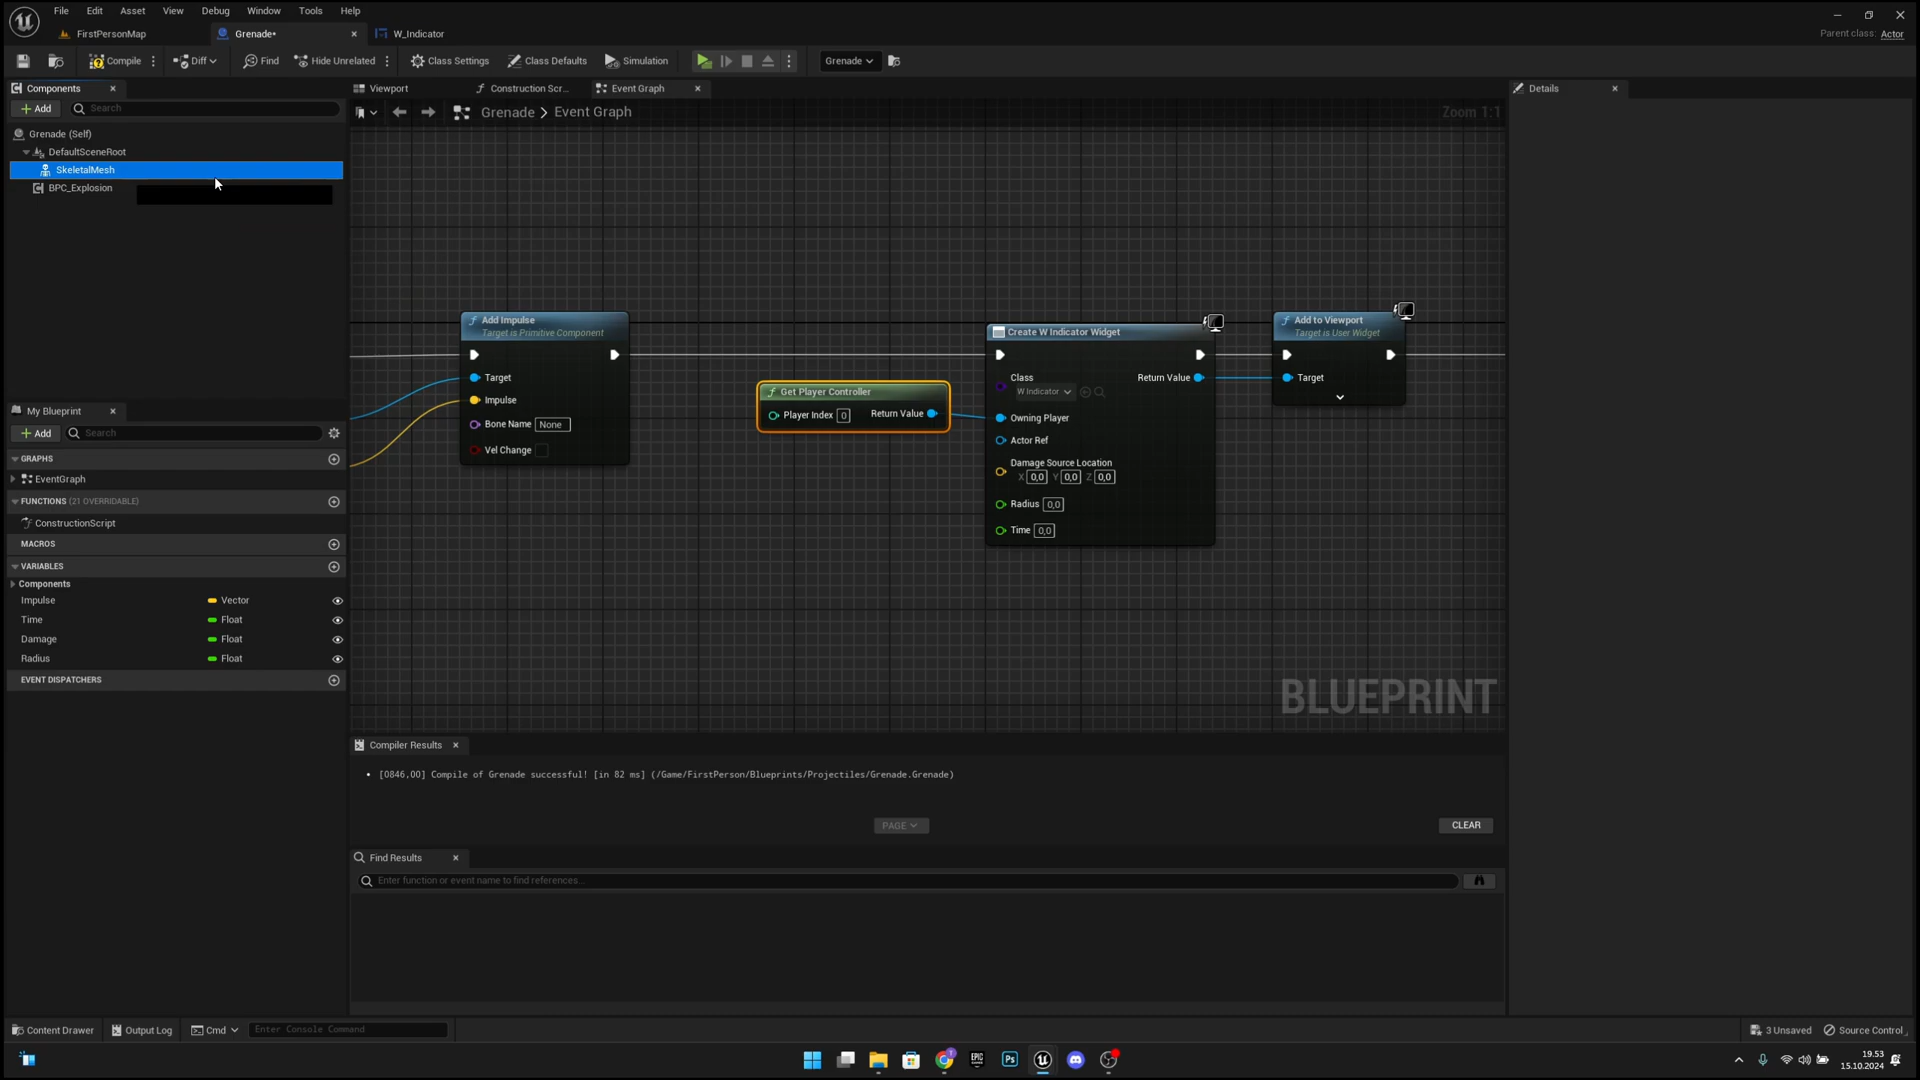 File Edit Asset View Debug Window Tools Help
FirstPersonMap Grenade* W_Indicator
Parent class: Actor
Compile Diff Find Hide Unrelated Class Settings Class Defaults Simulation Grenade
Components
Viewport Construction Scr... Event Graph
Details
Add Search
Grenade > Event Graph
Zoom 1:1
Grenade (Self)
DefaultSceneRoot
SkeletalMesh
BPC_Explosion
Add Impulse
Target is Primitive Component
Target
Impulse
Bone Name None
Vel Change
Get Player Controller
Player Index 0 Return Value
Create W Indicator Widget
Class
W Indicator
Return Value
Owning Player
Actor Ref
Damage Source Location
X 0,0 Y 0,0 Z 0,0
Radius 0,0
Time 0,0
Add to Viewport
Target is User Widget
Target
My Blueprint
Add Search
GRAPHS
EventGraph
FUNCTIONS (21 OVERRIDABLE)
ConstructionScript
MACROS
VARIABLES
Components
Impulse Vector
Time Float
Damage Float
Radius Float
EVENT DISPATCHERS
BLUEPRINT
Compiler Results
[0846,00] Compile of Grenade successful! [in 82 ms] (/Game/FirstPerson/Blueprints/Projectiles/Grenade.Grenade)
PAGE
CLEAR
Find Results
Enter function or event name to find references...
Content Drawer Output Log Cmd Enter Console Command
3 Unsaved Source Control
EPIC Ps
19.53
15.10.2024